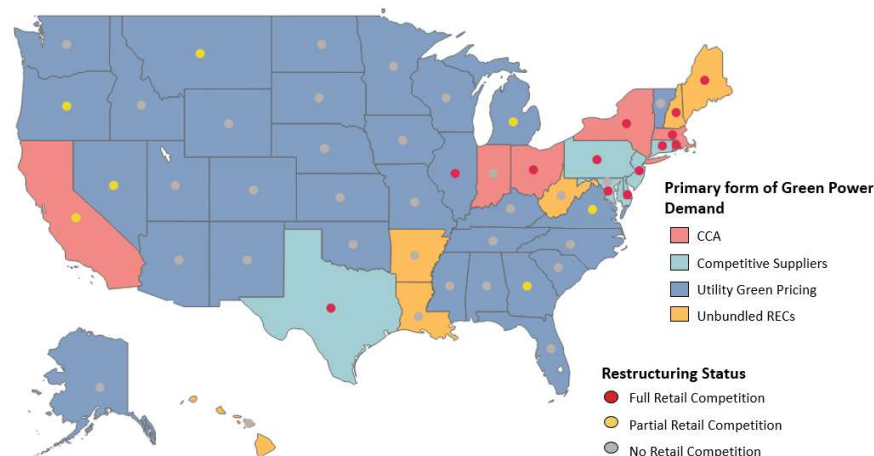 Primary form of Green Power
Demand
CCA
Competitive Suppliers
Utility Green Pricing
Unbundled RECs
Restructuring Status
Full Retail Competition
Partial Retail Competition
No Retail Competition